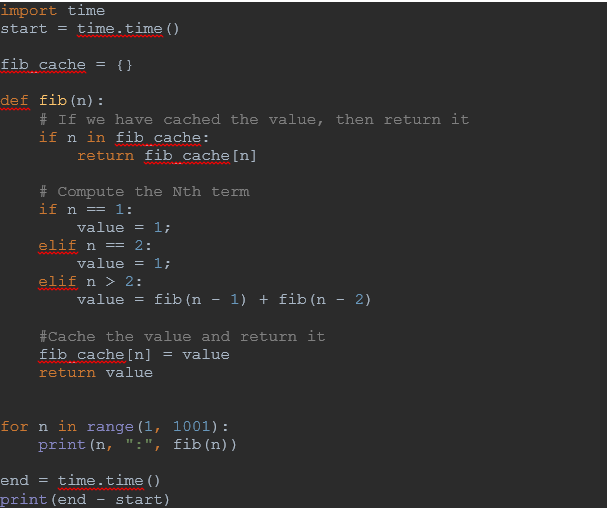 import time
start = time.time()
fib_cache = {}
def fib(n):
    # If we have cached the value, then return it
    if n in fib_cache:
        return fib_cache[n]
    # Compute the Nth term
    if n == 1:
        value = 1;
    elif n == 2:
        value = 1;
    elif n > 2:
        value = fib(n - 1) + fib(n - 2)
    #Cache the value and return it
    fib_cache[n] = value
    return value
for n in range(1, 1001):
    print(n, ":", fib(n))
end = time.time()
print(end - start)